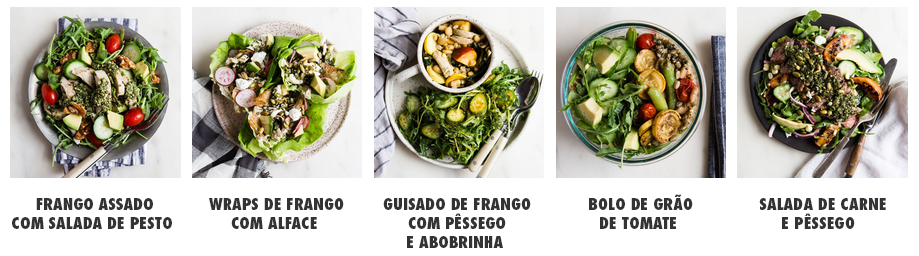 FRANGO ASSADO
COM SALADA DE PESTO
WRAPS DE FRANGO
COM ALFACE
GUISADO DE FRANGO
COM PÊSSEGO
E ABOBRINHA
BOLO DE GRÃO
DE TOMATE
SALADA DE CARNE
E PÊSSEGO